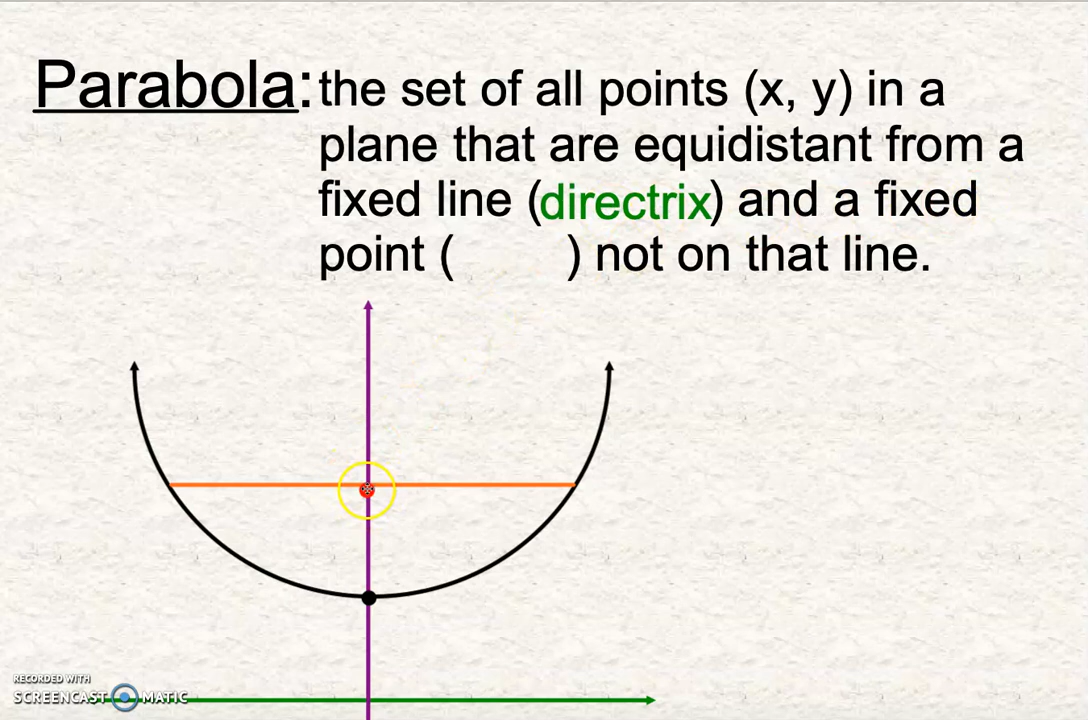 Parabola: the set of all points (x, y) in a
plane that are equidistant from a
fixed line (directrix) and a fixed
point ( ) not on that line.
RECORDED WITH
SCREENCAST MATIC